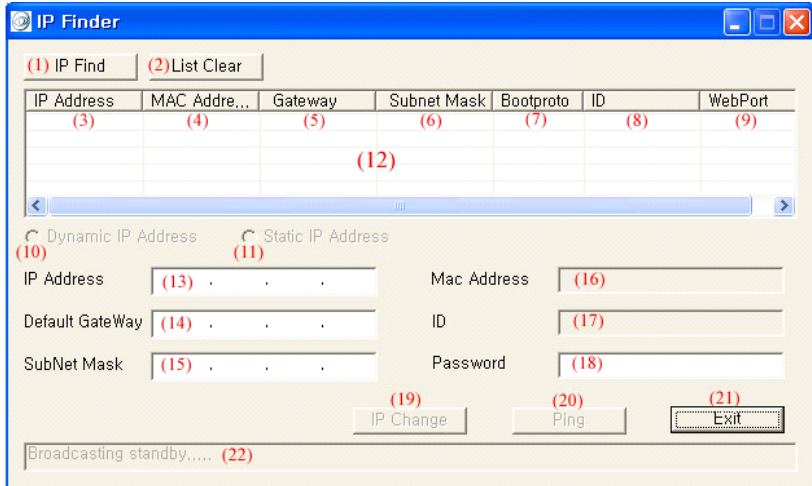 IP Finder
(1) IP Find (2) List Clear
IP Address MAC Addre... Gateway Subnet Mask Bootproto ID WebPort
(3) (4) (5) (6) (7) (8) (9)
(12)
Dynamic IP Address Static IP Address
(10) (11)
IP Address (13) . . . Mac Address (16)
Default GateWay (14) . . . ID (17)
SubNet Mask (15) . . . Password (18)
(19) (20) (21)
IP Change Ping Exit
Broadcasting standby..... (22)